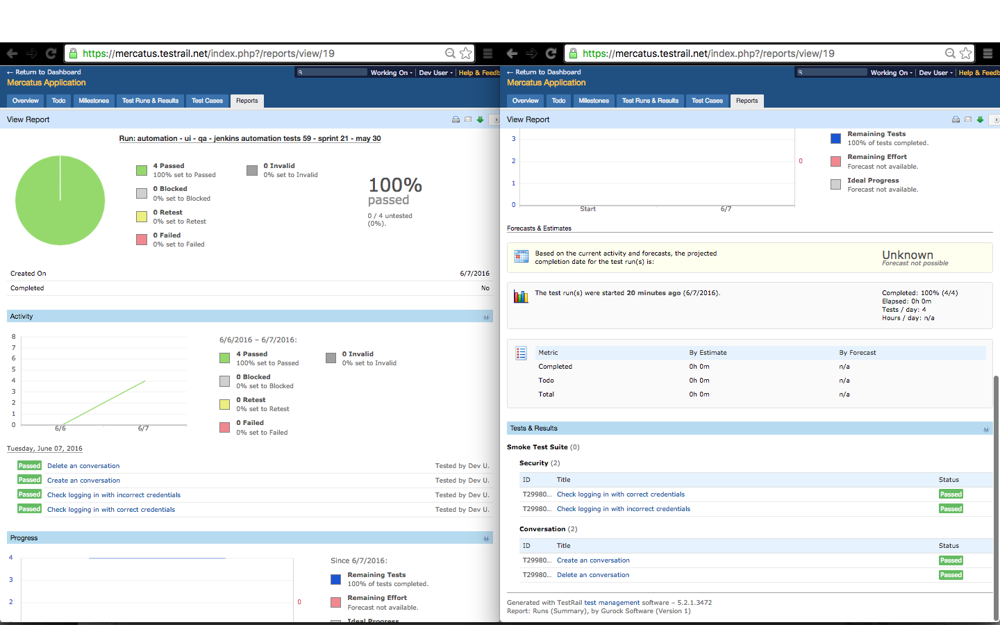 https://mercatus.testrail.net/index.php?/reports/view/19
← Return to Dashboard
Working On
Dev User
Help & Feedb
Mercatus Application
Overview
Todo
Milestones
Test Runs & Results
Test Cases
Reports
View Report
Run: automation - ui - qa - jenkins automation tests 59 - sprint 21 - may 30
4 Passed
100% set to Passed
0 Blocked
0% set to Blocked
0 Retest
0% set to Retest
0 Failed
0% set to Failed
0 Invalid
0% set to Invalid
100%
passed
0 / 4 untested
(0%).
Created On 6/7/2016
Completed No
Activity
8
7
6
5
4
3
2
1
0
6/6
6/7
6/6/2016 – 6/7/2016:
4 Passed
100% set to Passed
0 Blocked
0% set to Blocked
0 Retest
0% set to Retest
0 Failed
0% set to Failed
0 Invalid
0% set to Invalid
Tuesday, June 07, 2016
Passed Delete an conversation Tested by Dev U.
Passed Create an conversation Tested by Dev U.
Passed Check logging in with incorrect credentials Tested by Dev U.
Passed Check logging in with correct credentials Tested by Dev U.
Progress
4
3
2
0
Since 6/7/2016:
Remaining Tests
100% of tests completed.
Remaining Effort
Forecast not available.
Ideal Progress
https://mercatus.testrail.net/index.php?/reports/view/19
← Return to Dashboard
Working On
Dev User
Help & Feedb
Mercatus Application
Overview
Todo
Milestones
Test Runs & Results
Test Cases
Reports
View Report
3
2
1
0
Start
6/7
0
Remaining Tests
100% of tests completed.
Remaining Effort
Forecast not available.
Ideal Progress
Forecast not available.
Forecasts & Estimates
Based on the current activity and forecasts, the projected
completion date for the test run(s) is:
Unknown
Forecast not possible
The test run(s) were started 20 minutes ago (6/7/2016).
Completed: 100% (4/4)
Elapsed: 0h 0m
Tests / day: 4
Hours / day: n/a
Metric By Estimate By Forecast
Completed 0h 0m n/a
Todo 0h 0m n/a
Total 0h 0m n/a
Tests & Results
Smoke Test Suite (0)
Security (2)
ID Title Status
T29980... Check logging in with correct credentials Passed
T29980... Check logging in with incorrect credentials Passed
Conversation (2)
ID Title Status
T29980... Create an conversation Passed
T29980... Delete an conversation Passed
Generated with TestRail test management software – 5.2.1.3472
Report: Runs (Summary), by Gurock Software (Version 1)